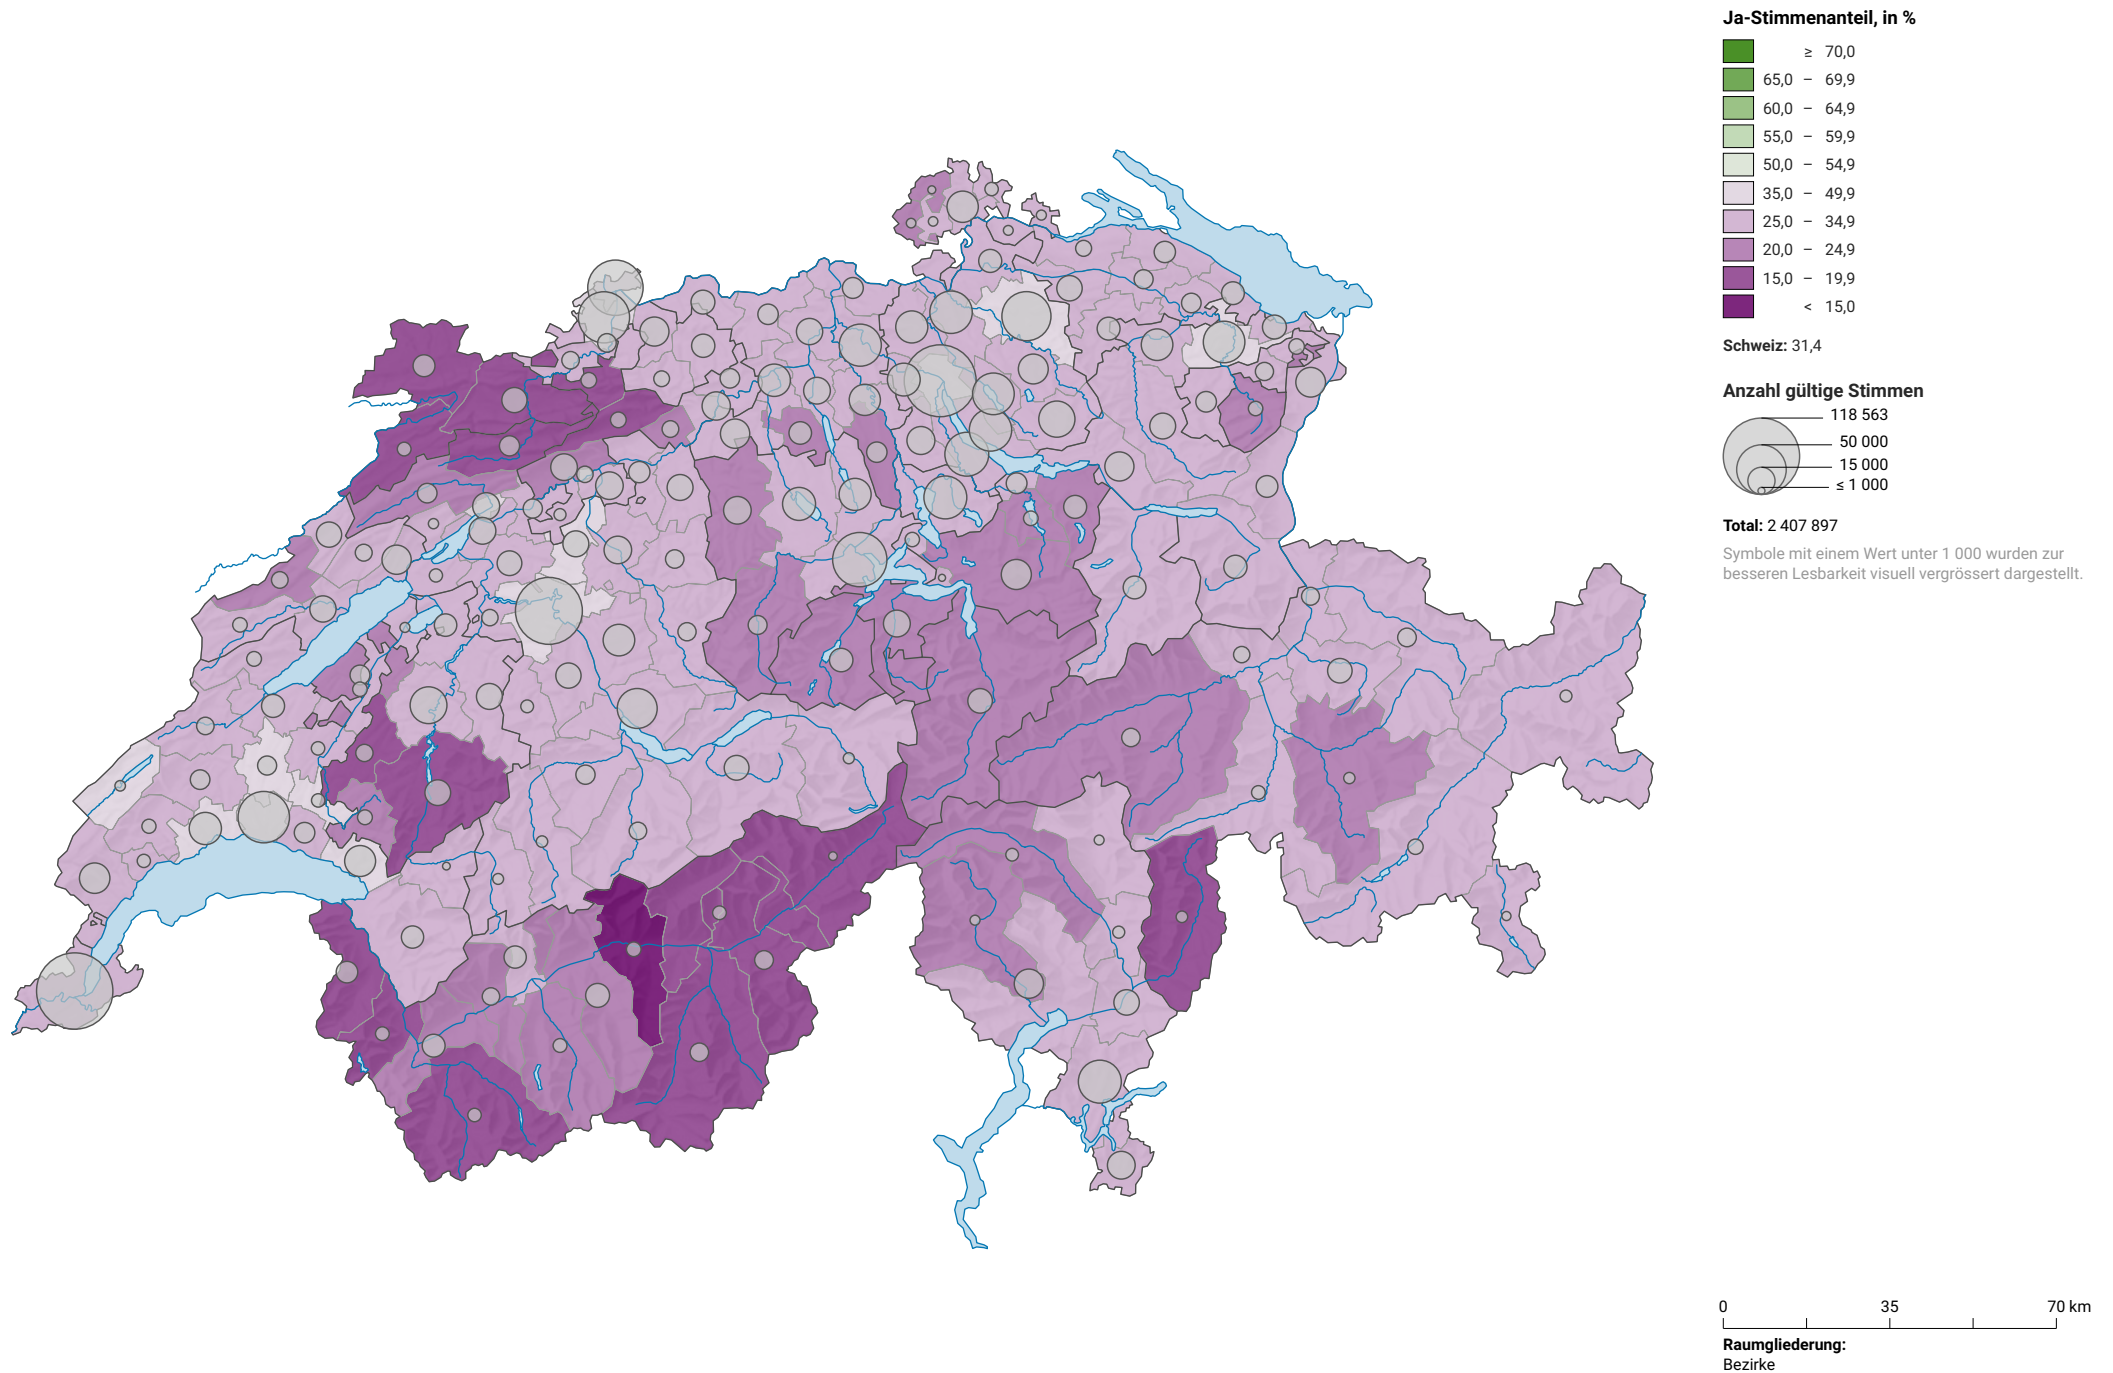 Ja-Stimmenanteil, in %
≥ 70,0
65,0 – 69,9
60,0 – 64,9
55,0 – 59,9
50,0 – 54,9
35,0 – 49,9
25,0 – 34,9
20,0 – 24,9
15,0 – 19,9
< 15,0
Schweiz: 31,4
Anzahl gültige Stimmen
118 563
50 000
15 000
≤ 1 000
Total: 2 407 897
Symbole mit einem Wert unter 1 000 wurden zur
besseren Lesbarkeit visuell vergrössert dargestellt.
0 35 70 km
Raumgliederung:
Bezirke